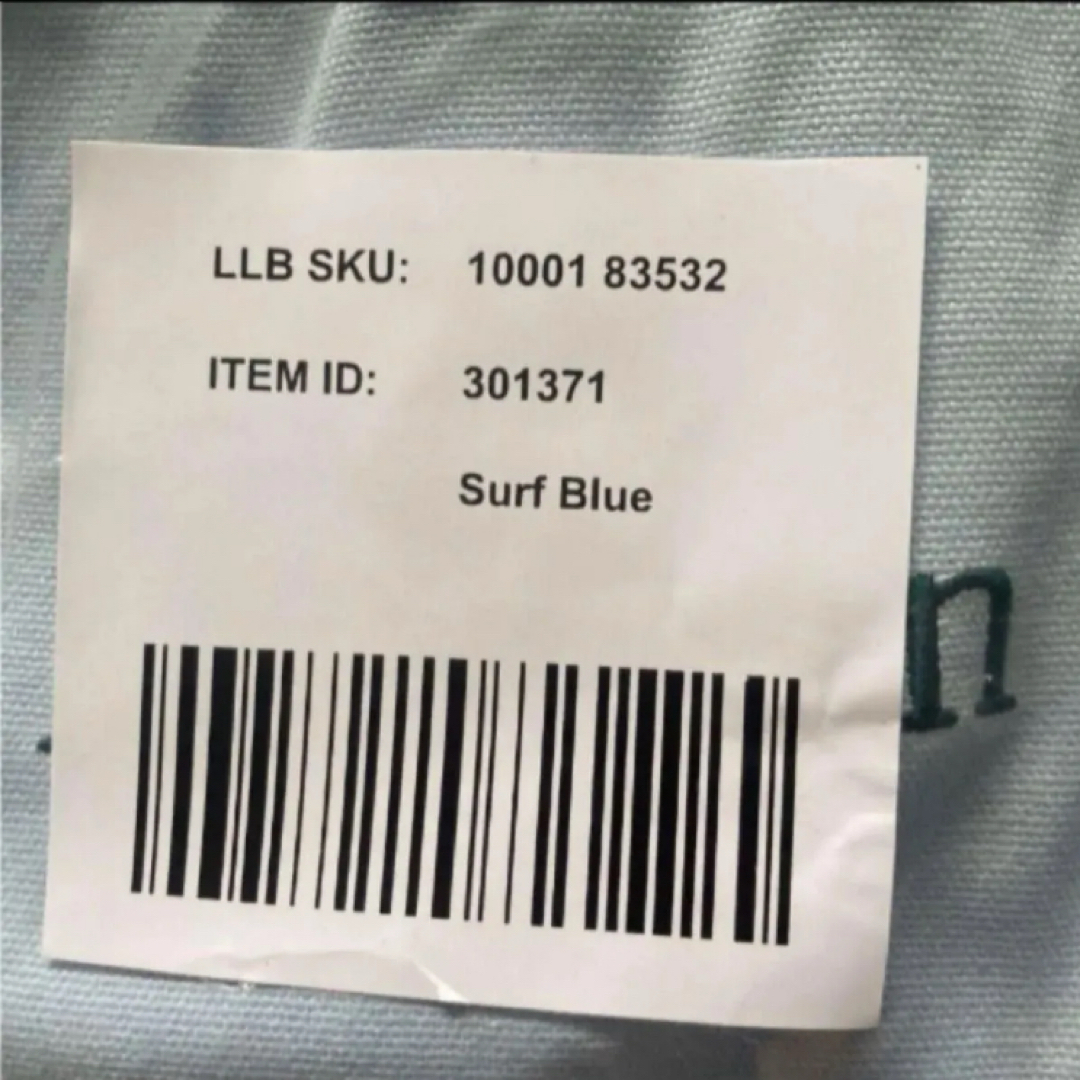 LLB SKU: 10001 83532
ITEM ID: 301371
Surf Blue
n